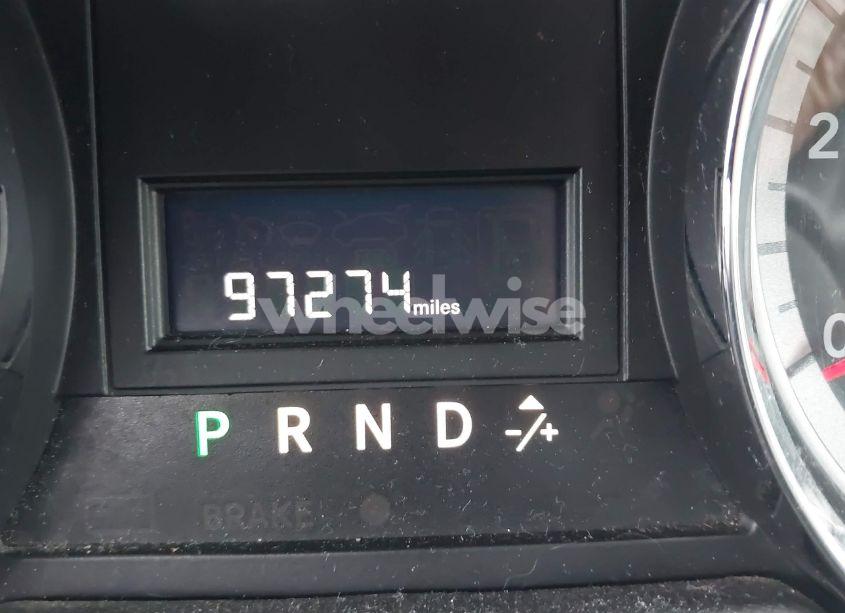 2
97274 miles
wheelwise
0
P R N D -/+
BRAKE